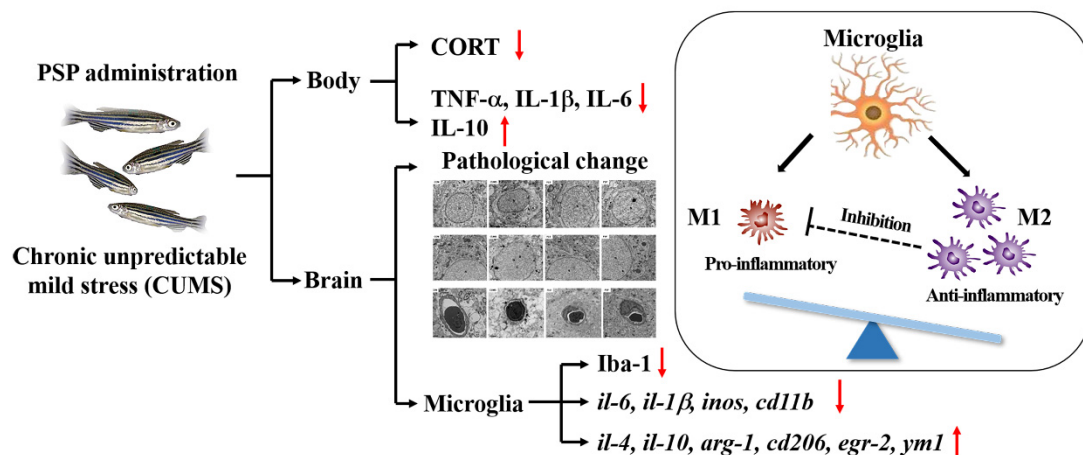 PSP administration
Chronic unpredictable
mild stress (CUMS)
Body
CORT
TNF-α, IL-1β, IL-6
IL-10
Brain
Pathological change
Microglia
Iba-1
il-6, il-1β, inos, cd11b
il-4, il-10, arg-1, cd206, egr-2, ym1
Microglia
M1
Inhibition
M2
Pro-inflammatory
Anti-inflammatory